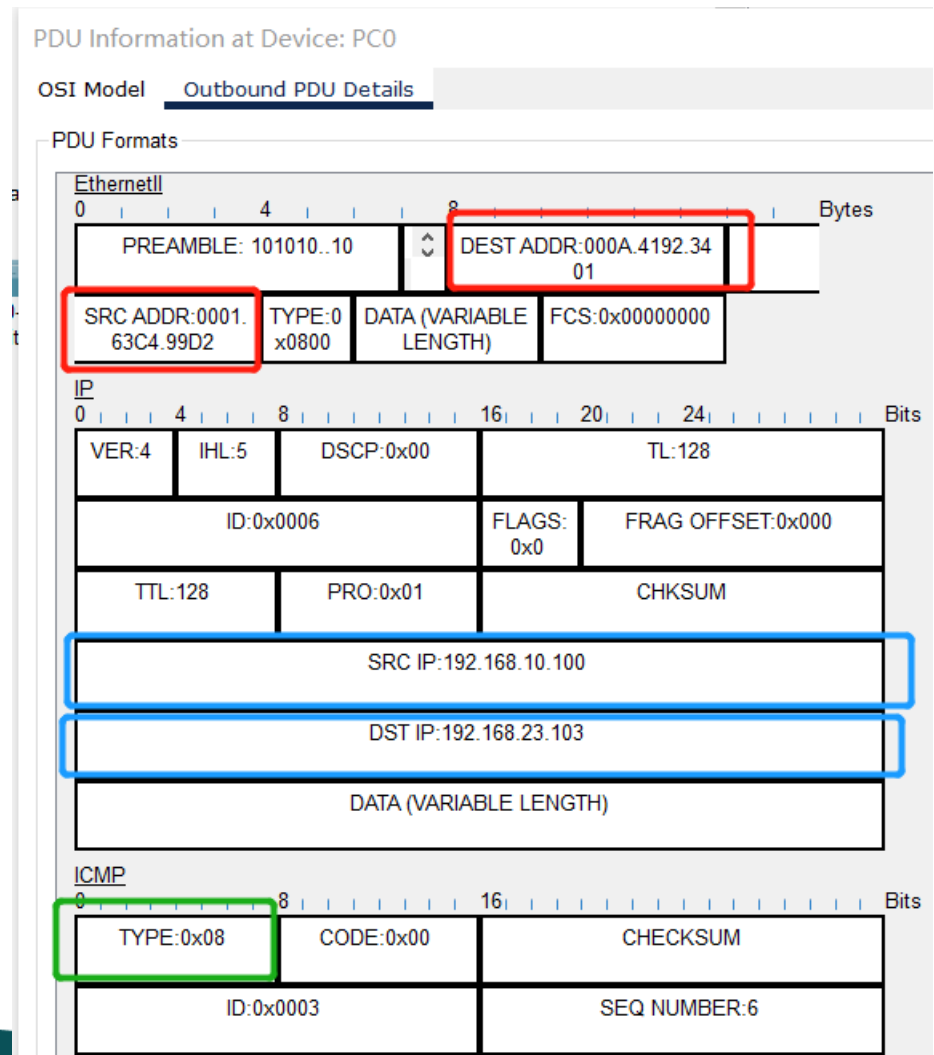 PDU Information at Device: PC0
OSI Model Outbound PDU Details
PDU Formats
EthernetII
0 4 8 Bytes
PREAMBLE: 101010..10 DEST ADDR:000A.4192.34
01
SRC ADDR:0001. TYPE:0 DATA (VARIABLE FCS:0x00000000
63C4.99D2 x0800 LENGTH)
IP
0 4 8 16 20 24 Bits
VER:4 IHL:5 DSCP:0x00 TL:128
ID:0x0006 FLAGS: FRAG OFFSET:0x000
0x0
TTL:128 PRO:0x01 CHKSUM
SRC IP:192.168.10.100
DST IP:192.168.23.103
DATA (VARIABLE LENGTH)
ICMP
0 8 16 Bits
TYPE:0x08 CODE:0x00 CHECKSUM
ID:0x0003 SEQ NUMBER:6